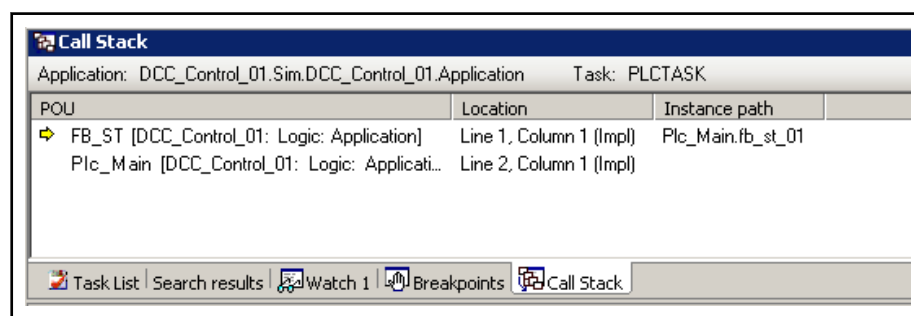 Call Stack
Application: DCC_Control_01.Sim.DCC_Control_01.Application Task: PLCTASK
POU Location Instance path
FB_ST [DCC_Control_01: Logic: Application] Line 1, Column 1 (Impl) Plc_Main.fb_st_01
Plc_Main [DCC_Control_01: Logic: Applicati... Line 2, Column 1 (Impl)
Task List Search results Watch 1 Breakpoints Call Stack